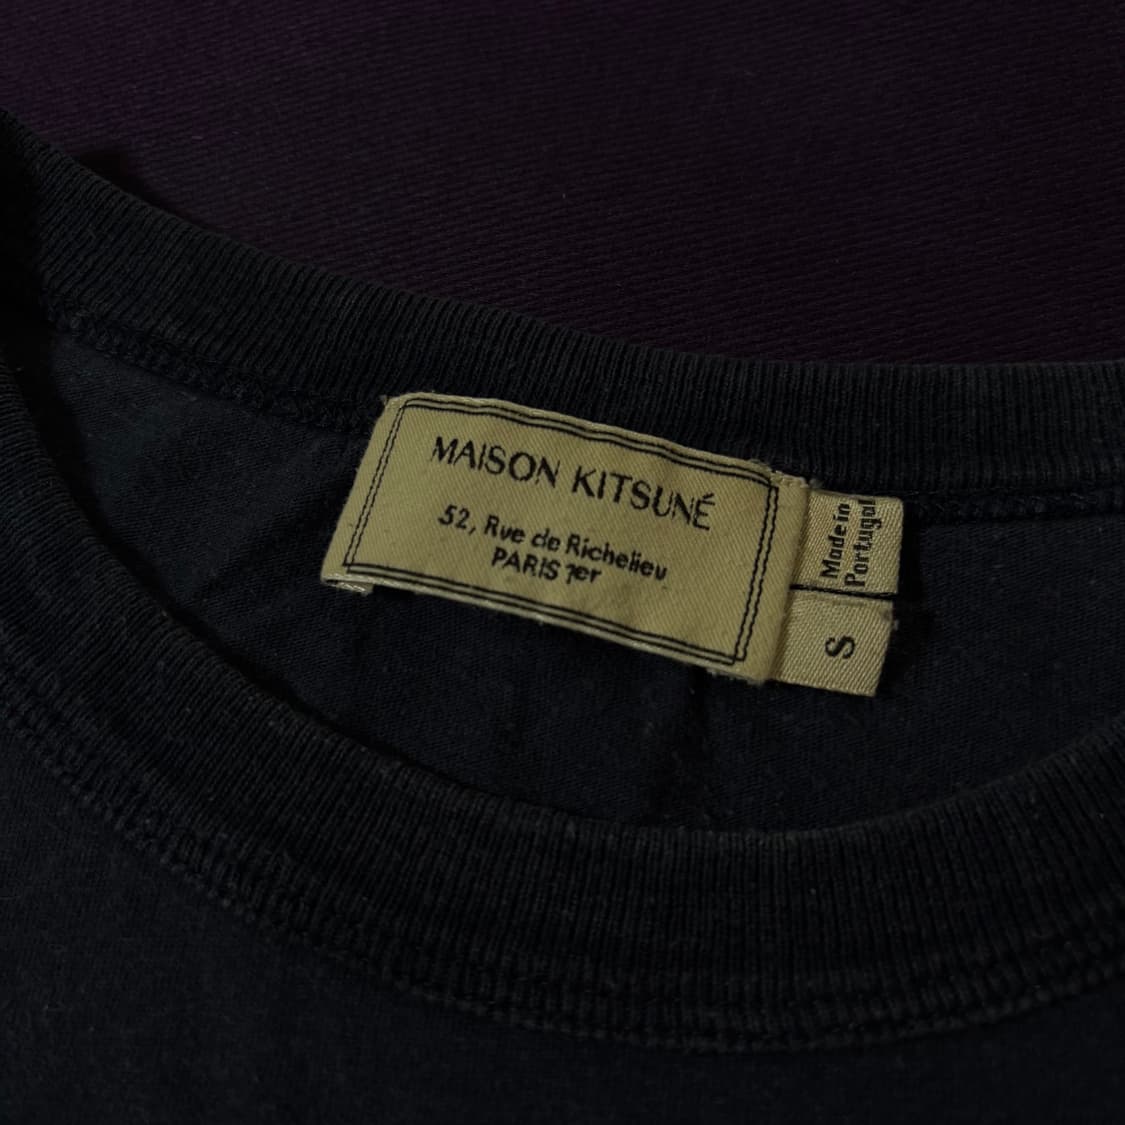 MAISON KITSUNÉ
52, Rue de Richelieu
PARIS 1er
Made in
Portugal
S